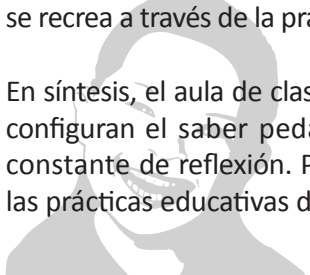 se recrea a través de la prá
En síntesis, el aula de clas
configuran el saber peda
constante de reflexión. P
las prácticas educativas d